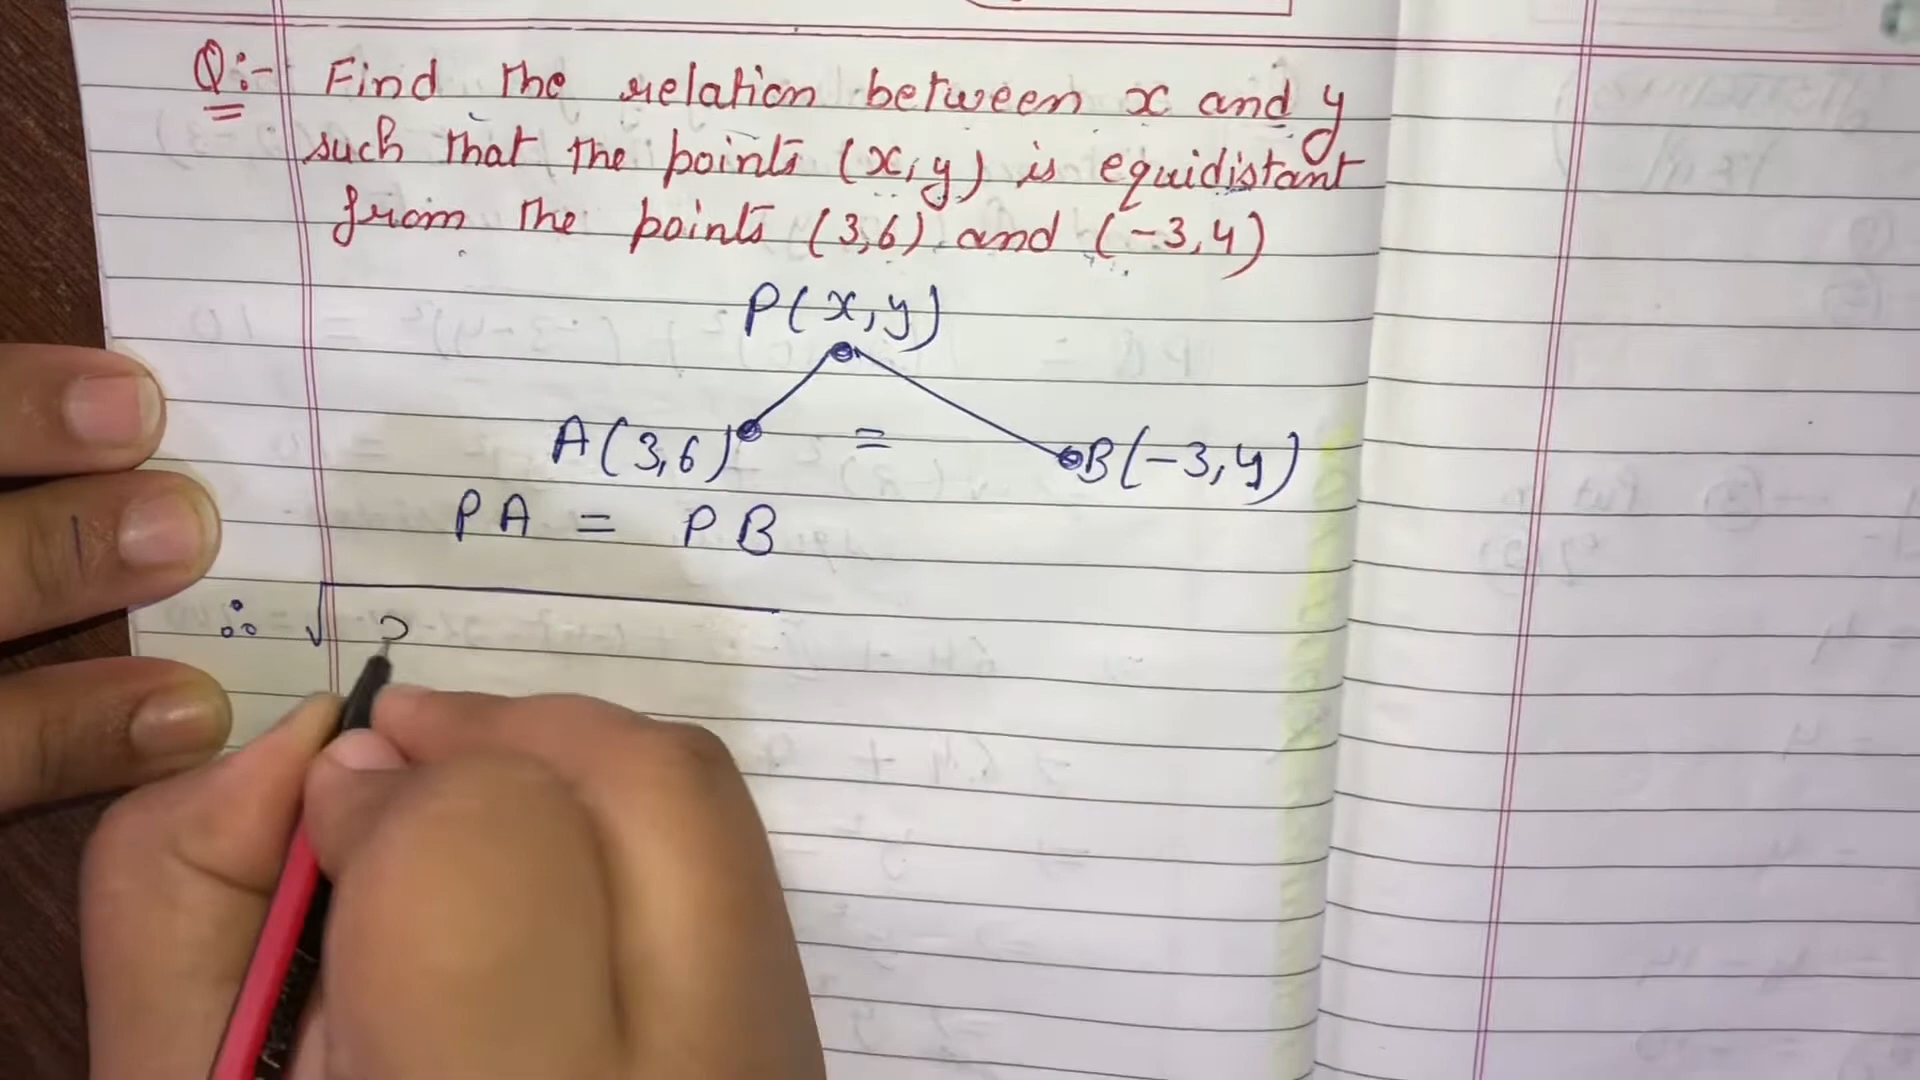 Q:- Find the relation between x and y
such that the points (x,y) is equidistant
from the points (3,6) and (-3,4)
P(x,y)
A(3,6) = B(-3,4)
PA = PB
∴ √